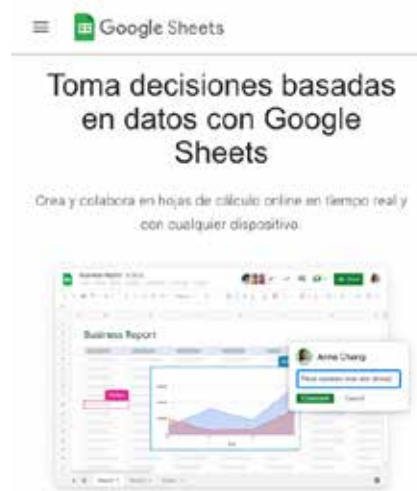 Google Sheets
Toma decisiones basadas
en datos con Google
Sheets
Crea y colabora en hojas de cálculo online en tiempo real y
con cualquier dispositivo.
Business Report
Anna Chang